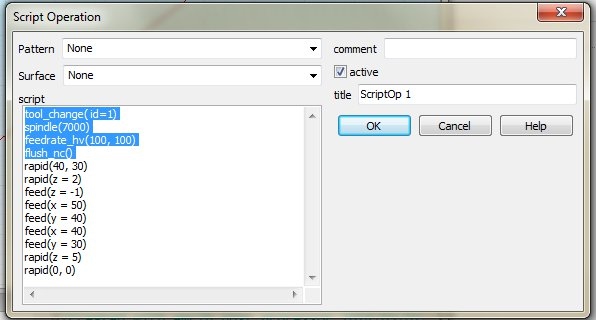 Script Operation
Pattern None
comment
Surface None
active
title ScriptOp 1
script
tool_change( id=1)
spindle(7000)
feedrate_hv(100, 100)
flush_nc()
rapid(40, 30)
rapid(z = 2)
feed(z = -1)
feed(x = 50)
feed(y = 40)
feed(x = 40)
feed(y = 30)
rapid(z = 5)
rapid(0, 0)
OK Cancel Help